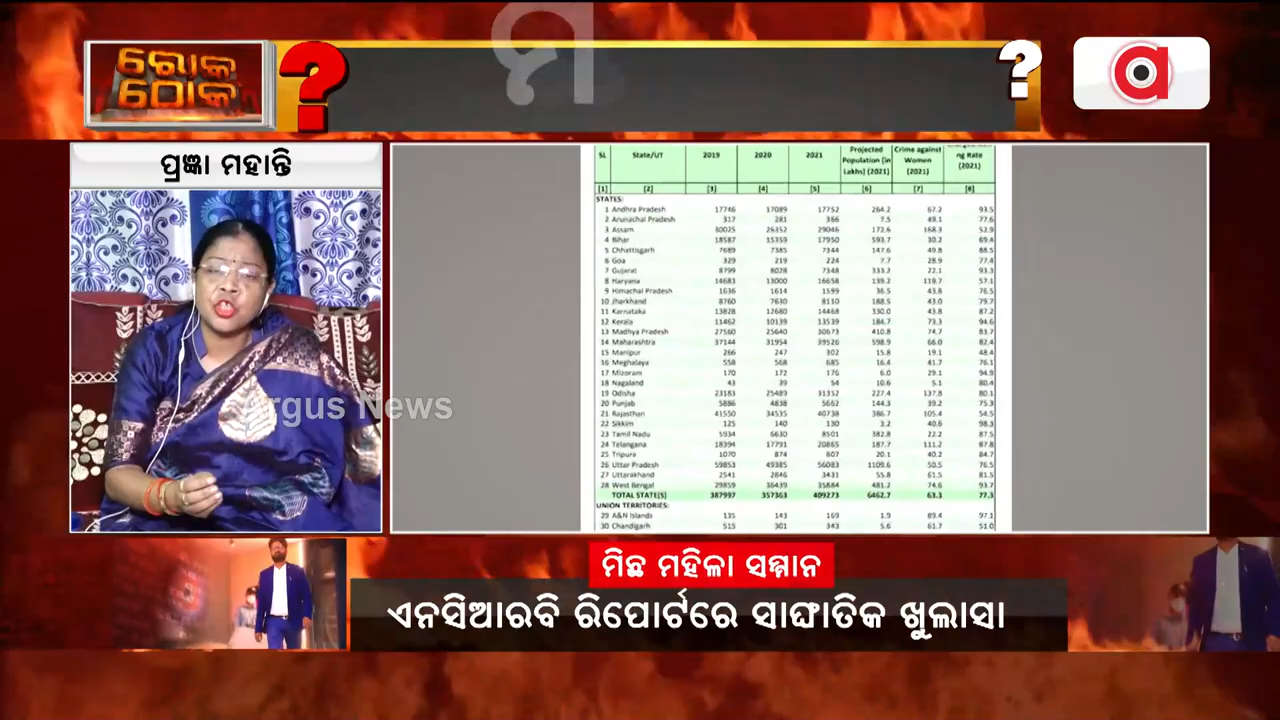 ରୋକ
ଠୋକ
?
ମ
?
a
ପ୍ରଜ୍ଞା ମହାନ୍ତି
SL State/UT 2019 2020 2021 Projected Population (in Lakhs) (2021) Crime against Women (2021) ng Rate (2021)
[1] [2] [3] [4] [5] [6] [7] [8]
STATES:
1 Andhra Pradesh 17746 17089 17752 264.2 67.2 93.5
2 Arunachal Pradesh 317 281 366 7.5 49.1 77.6
3 Assam 30025 26352 29046 172.6 168.3 52.9
4 Bihar 18587 15359 17950 593.7 30.2 69.4
5 Chhattisgarh 7689 7385 7344 147.6 49.8 88.5
6 Goa 329 219 224 7.7 28.9 77.4
7 Gujarat 8799 8028 7348 333.2 22.1 93.3
8 Haryana 14683 13000 16658 139.2 119.7 57.1
9 Himachal Pradesh 1636 1614 1599 36.5 43.8 76.5
10 Jharkhand 8760 7630 8110 188.5 43.0 79.7
11 Karnataka 13828 12680 14468 330.0 43.8 87.2
12 Kerala 11462 10139 13539 184.7 73.3 94.6
13 Madhya Pradesh 27560 25640 30673 410.8 74.7 83.7
14 Maharashtra 37144 31954 39526 598.9 66.0 82.4
15 Manipur 266 247 302 15.8 19.1 48.4
16 Meghalaya 558 568 685 16.4 41.7 76.1
17 Mizoram 170 172 176 6.0 29.1 94.9
18 Nagaland 43 39 54 10.6 5.1 80.4
19 Odisha 23183 25489 31352 227.4 137.8 80.1
20 Punjab 5886 4838 5662 144.3 39.2 75.3
21 Rajasthan 41550 34535 40738 386.7 105.4 54.5
22 Sikkim 125 140 130 3.2 40.6 98.3
23 Tamil Nadu 5934 6630 8501 382.8 22.2 87.5
24 Telangana 18394 17791 20865 187.7 111.2 87.8
25 Tripura 1070 874 807 20.1 40.2 84.7
26 Uttar Pradesh 59853 49385 56083 1109.6 50.5 76.5
27 Uttarakhand 2541 2846 3431 55.8 61.5 81.5
28 West Bengal 29859 36439 35884 481.2 74.6 93.7
TOTAL STATE(S) 387997 357363 409273 6462.7 63.3 77.3
UNION TERRITORIES:
29 A&N Islands 135 143 169 1.9 89.4 97.1
30 Chandigarh 515 301 343 5.6 61.7 51.0
Argus News
ମିଛ ମହିଳା ସମ୍ମାନ
ଏନସିଆରବି ରିପୋର୍ଟରେ ସାଙ୍ଘାତିକ ଖୁଲାସା